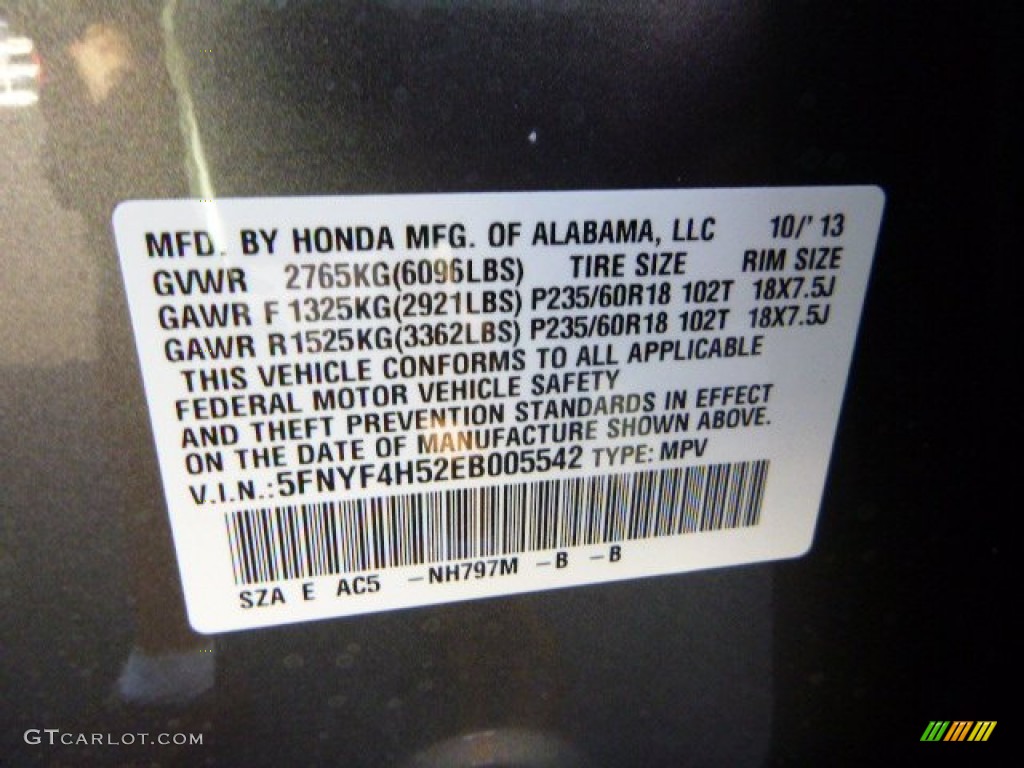 MFD. BY HONDA MFG. OF ALABAMA, LLC 10/' 13
GVWR 2765KG(6096LBS) TIRE SIZE RIM SIZE
GAWR F 1325KG(2921LBS) P235/60R18 102T 18X7.5J
GAWR R 1525KG(3362LBS) P235/60R18 102T 18X7.5J
THIS VEHICLE CONFORMS TO ALL APPLICABLE
FEDERAL MOTOR VEHICLE SAFETY
AND THEFT PREVENTION STANDARDS IN EFFECT
ON THE DATE OF MANUFACTURE SHOWN ABOVE.
V.I.N.: 5FNYF4H52EB005542 TYPE: MPV
SZA E AC5 -NH797M -B -B
GTCARLOT.COM